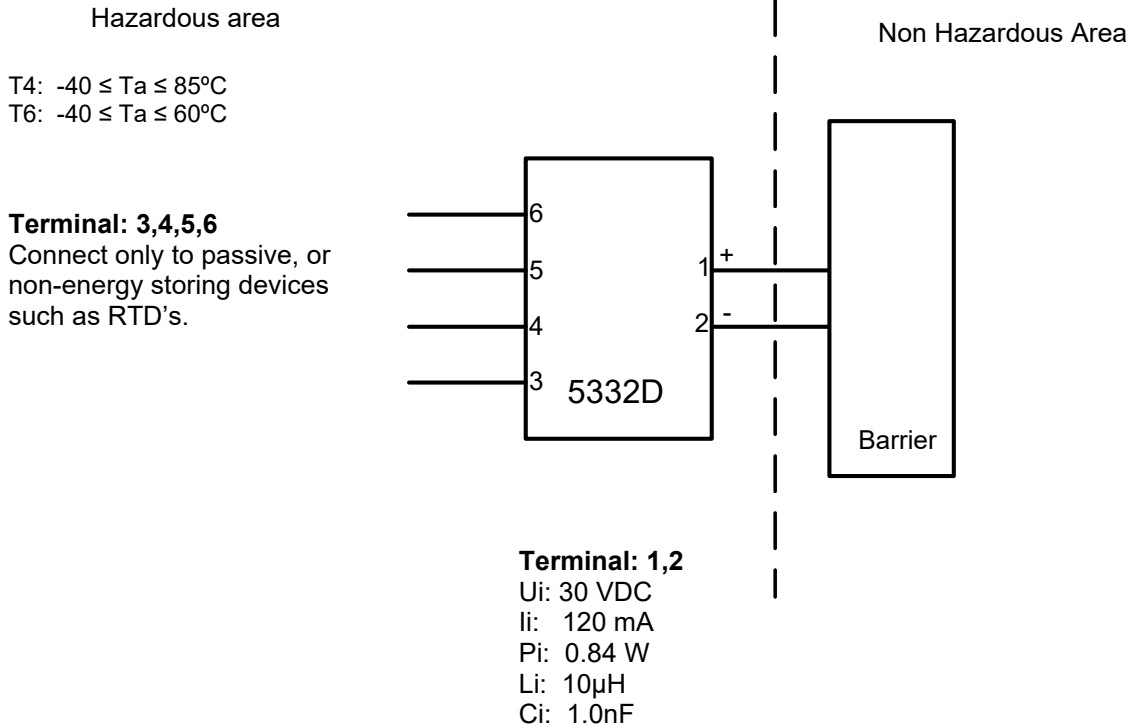 Hazardous area
Non Hazardous Area
T4: -40 ≤ Ta ≤ 85ºC
T6: -40 ≤ Ta ≤ 60ºC
Terminal: 3,4,5,6
Connect only to passive, or
non-energy storing devices
such as RTD's.
6
5
4
3
1
+
2
-
5332D
Barrier
Terminal: 1,2
Ui: 30 VDC
Ii: 120 mA
Pi: 0.84 W
Li: 10µH
Ci: 1.0nF